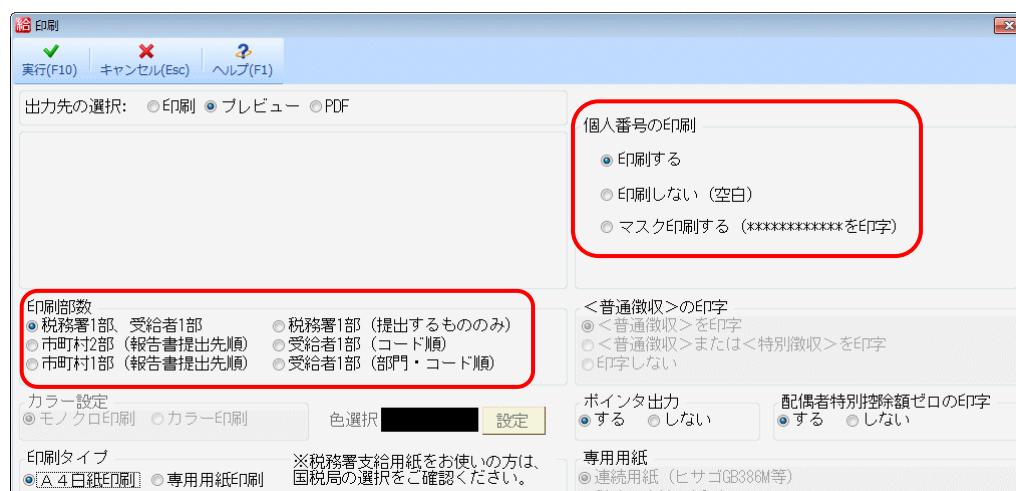 給 印刷
実行(F10) キャンセル(Esc) ヘルプ(F1)
出力先の選択: 印刷 プレビュー PDF
個人番号の印刷
印刷する
印刷しない（空白）
マスク印刷する（************を印字）
印刷部数
税務署1部、受給者1部 税務署1部（提出するもののみ）
市町村2部（報告書提出先順） 受給者1部（コード順）
市町村1部（報告書提出先順） 受給者1部（部門・コード順）
＜普通徴収＞の印字
＜普通徴収＞を印字
＜普通徴収＞または＜特別徴収＞を印字
印字しない
カラー設定
モノクロ印刷 カラー印刷 色選択 設定
ポインタ出力
する しない
配偶者特別控除額ゼロの印字
する しない
印刷タイプ
A4白紙印刷 専用用紙印刷
※税務署支給用紙をお使いの方は、
国税局の選択をご確認ください。
専用用紙
連続用紙（ヒサゴGB386M等）